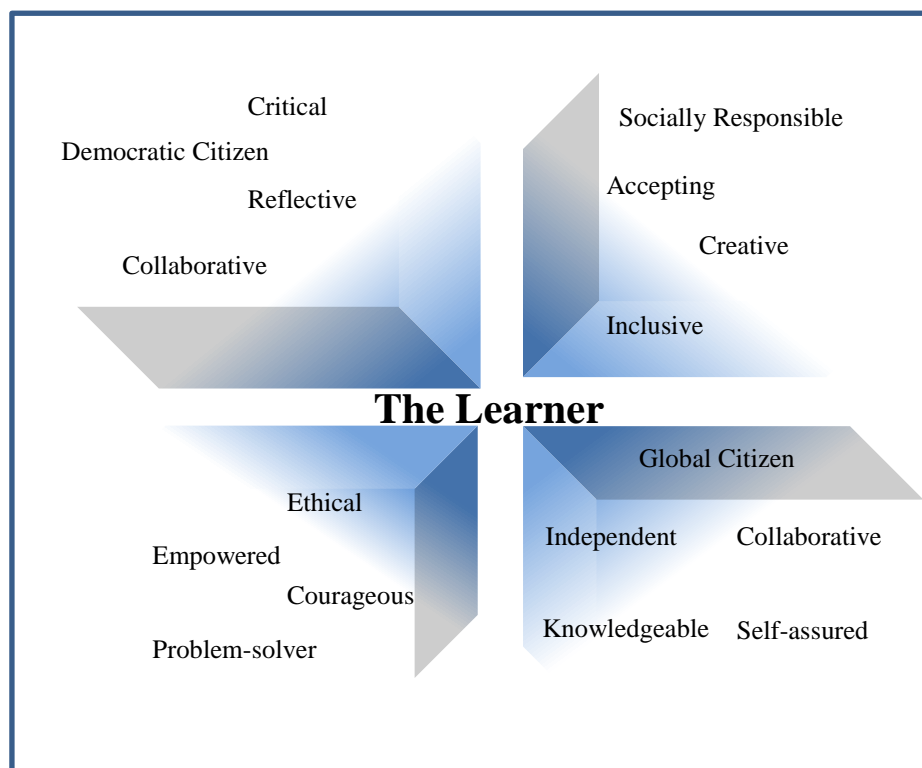 Critical
Democratic Citizen
Reflective
Collaborative
Socially Responsible
Accepting
Creative
Inclusive
The Learner
Ethical
Empowered
Courageous
Problem-solver
Global Citizen
Independent
Collaborative
Knowledgeable
Self-assured